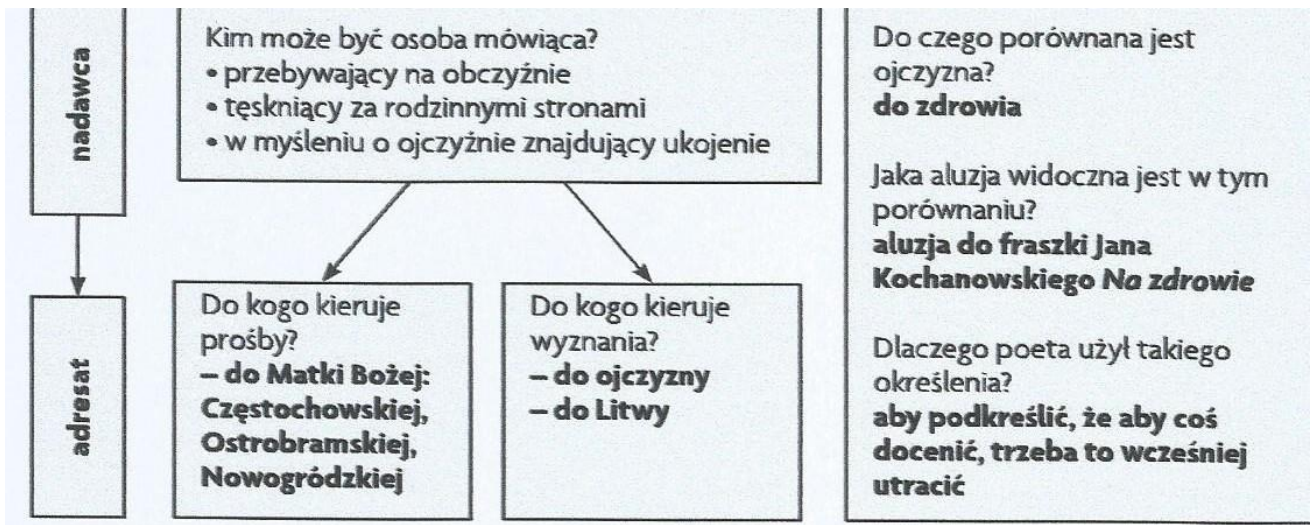 nadawca
Kim może być osoba mówiąca?
• przebywający na obczyźnie
• tęskniący za rodzinnymi stronami
• w myśleniu o ojczyźnie znajdujący ukojenie
adresat
Do kogo kieruje
prośby?
– do Matki Bożej:
Częstochowskiej,
Ostrobramskiej,
Nowogródzkiej
Do kogo kieruje
wyznania?
– do ojczyzny
– do Litwy
Do czego porównana jest
ojczyzna?
do zdrowia
Jaka aluzja widoczna jest w tym
porównaniu?
aluzja do fraszki Jana
Kochanowskiego Na zdrowie
Dlaczego poeta użył takiego
określenia?
aby podkreślić, że aby coś
docenić, trzeba to wcześniej
utracić